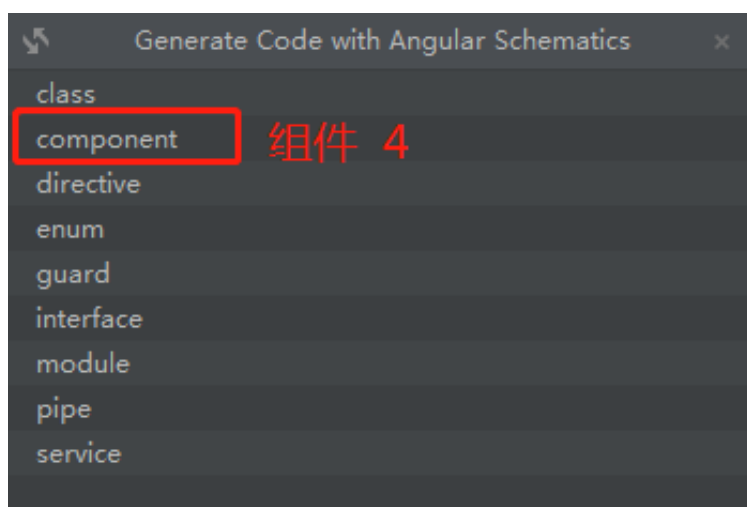 Generate Code with Angular Schematics
class
component 组件 4
directive
enum
guard
interface
module
pipe
service